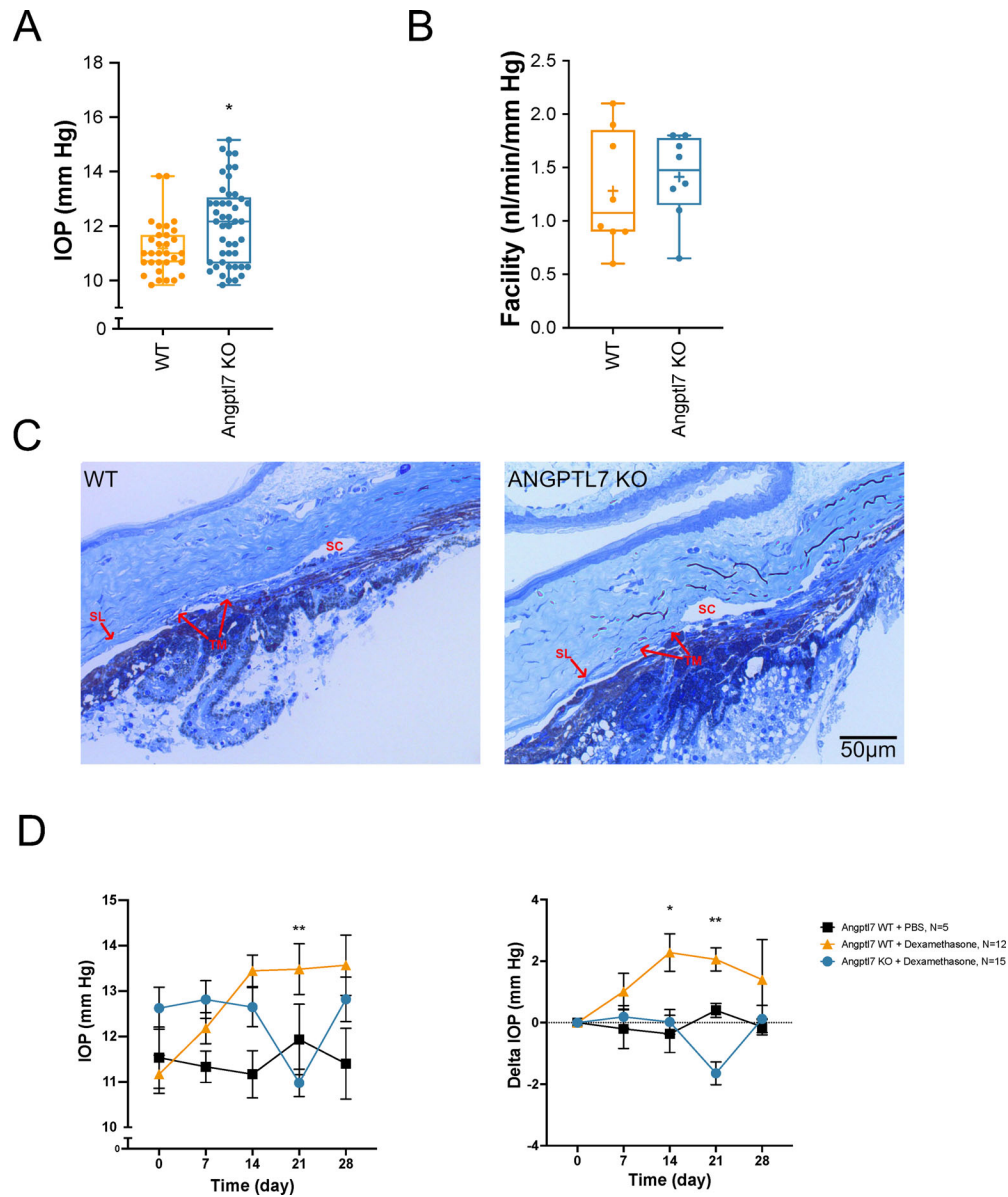 A
18
16
14
12
10
0
IOP (mm Hg)
*
WT
Angptl7 KO
B
2.5
2.0
1.5
1.0
0.5
0.0
Facility (nl/min/mm Hg)
WT
Angptl7 KO
C
WT
SC
SL
TM
ANGPTL7 KO
SC
SL
TM
50µm
D
15
14
13
12
11
10
0
IOP (mm Hg)
**
0 7 14 21 28
Time (day)
4
2
0
-2
-4
Delta IOP (mm Hg)
* **
0 7 14 21 28
Time (day)
Angptl7 WT + PBS, N=5
Angptl7 WT + Dexamethasone, N=12
Angptl7 KO + Dexamethasone, N=15